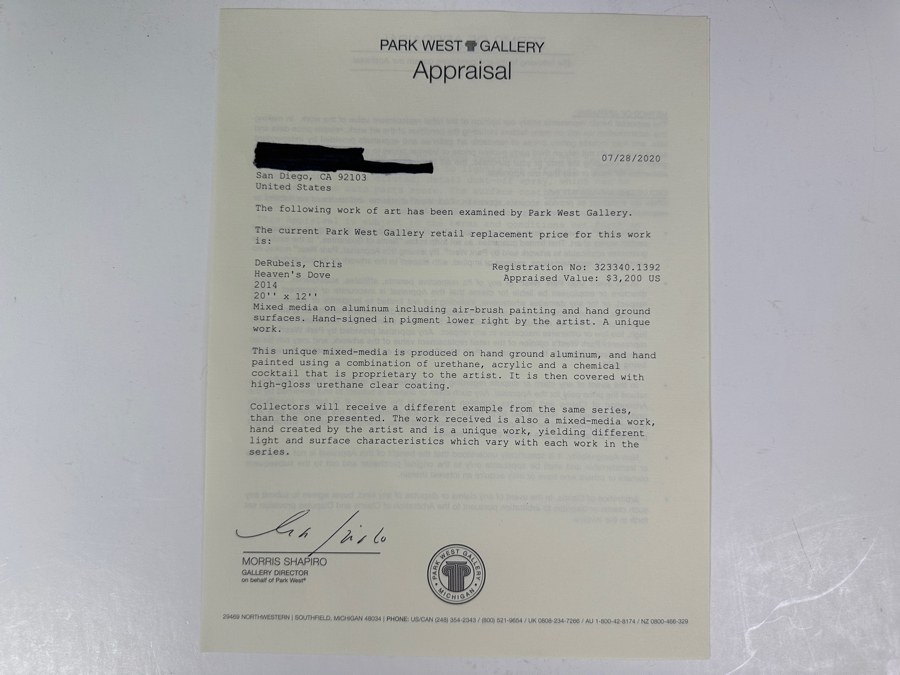 PARK WEST GALLERY
Appraisal
07/28/2020
San Diego, CA 92103
United States
The following work of art has been examined by Park West Gallery.
The current Park West Gallery retail replacement price for this work
is:
DeRubeis, Chris
Registration No: 323340.1392
Heaven's Dove
Appraised Value: $3,200 US
2014
20'' x 12''
Mixed media on aluminum including air-brush painting and hand ground
surfaces. Hand-signed in pigment lower right by the artist. A unique
work.
This unique mixed-media is produced on hand ground aluminum, and hand
painted using a combination of urethane, acrylic and a chemical
cocktail that is proprietary to the artist. It is then covered with
high-gloss urethane clear coating.
Collectors will receive a different example from the same series,
than the one presented. The work received is also a mixed-media work,
hand created by the artist and is a unique work, yielding different
light and surface characteristics which vary with each work in the
series.
MORRIS SHAPIRO
GALLERY DIRECTOR
on behalf of Park West®
PARK WEST GALLERY
• MICHIGAN •
29469 NORTHWESTERN | SOUTHFIELD, MICHIGAN 48034 | PHONE: US/CAN (248) 354-2343 / (800) 521-9654 / UK 0808-234-7268 / AU 1-800-42-8174 / NZ 0800-466-329